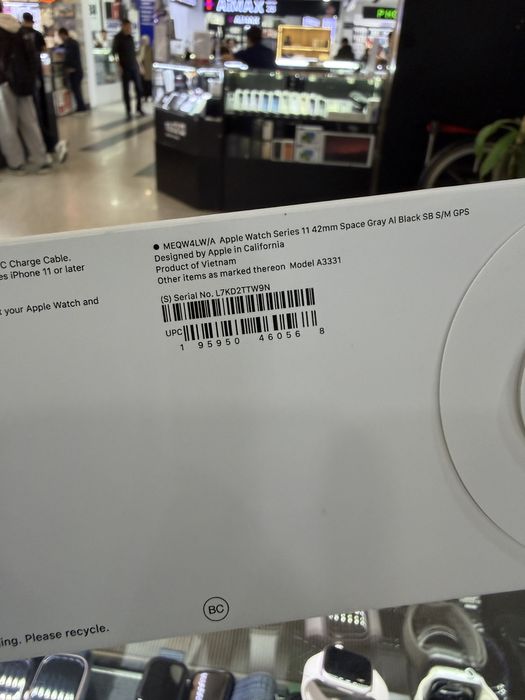 AIMAX
C Charge Cable.
es iPhone 11 or later
k your Apple Watch and
● MEQW4LW/A Apple Watch Series 11 42mm Space Gray Al Black SB S/M GPS
Designed by Apple in California
Product of Vietnam
Other items as marked thereon Model A3331
(S) Serial No. L7KD2TTW9N
UPC
1 95950 46056 8
BC
ing. Please recycle.